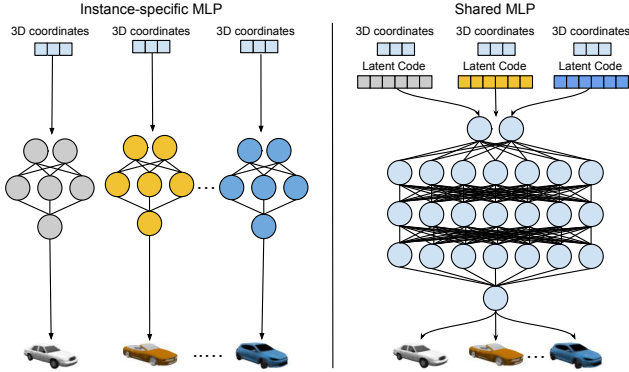 Instance-specific MLP
3D coordinates
3D coordinates
3D coordinates
Shared MLP
3D coordinates
3D coordinates
3D coordinates
Latent Code
Latent Code
Latent Code